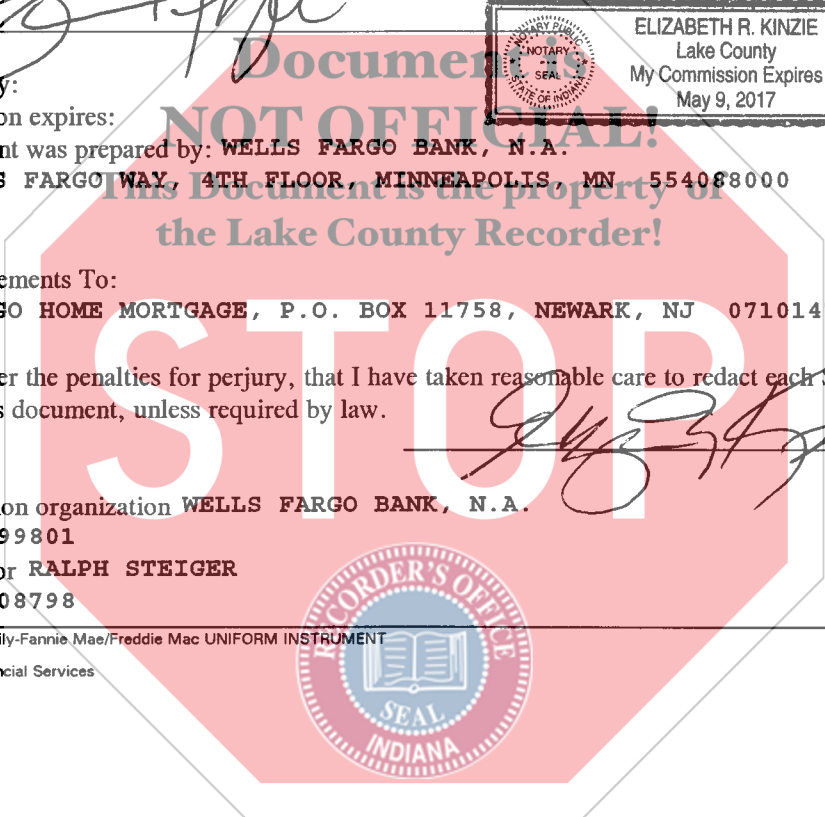 NOTARY PUBLIC
NOTARY
SEAL
STATE OF INDIANA
ELIZABETH R. KINZIE
Lake County
My Commission Expires
May 9, 2017
Document is
NOT OFFICIAL!
This Document is the property of
the Lake County Recorder!
y:
on expires:
nt was prepared by: WELLS FARGO BANK, N.A.
S FARGO WAY, 4TH FLOOR, MINNEAPOLIS, MN 554088000
ements To:
GO HOME MORTGAGE, P.O. BOX 11758, NEWARK, NJ 071014
er the penalties for perjury, that I have taken reasonable care to redact each
s document, unless required by law.
STOP
on organization WELLS FARGO BANK, N.A.
99801
or RALPH STEIGER
08798
ily-Fannie Mae/Freddie Mac UNIFORM INSTRUMENT
ncial Services
RECORDER'S OFFICE
SEAL
INDIANA